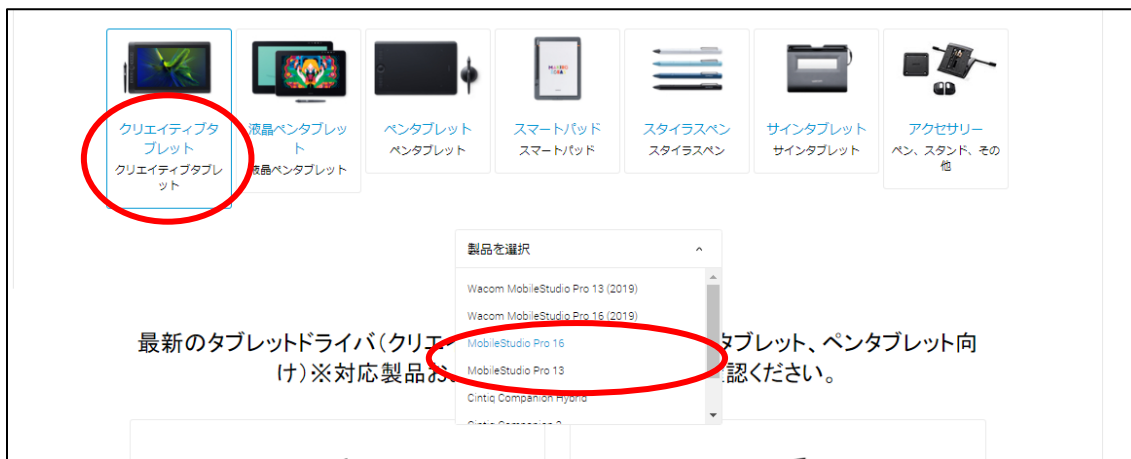 クリエイティブタ
ブレット
クリエイティブタブレ
ット
液晶ペンタブレッ
ト
液晶ペンタブレット
ペンタブレット
ペンタブレット
スマートパッド
スマートパッド
スタイラスペン
スタイラスペン
サインタブレット
サインタブレット
アクセサリー
ペン、スタンド、その
他
製品を選択
Wacom MobileStudio Pro 13 (2019)
Wacom MobileStudio Pro 16 (2019)
MobileStudio Pro 16
MobileStudio Pro 13
Cintiq Companion Hybrid
Cintiq Companion 2
最新のタブレットドライバ(クリエ タブレット、ペンタブレット向
け)※対応製品お 認ください。